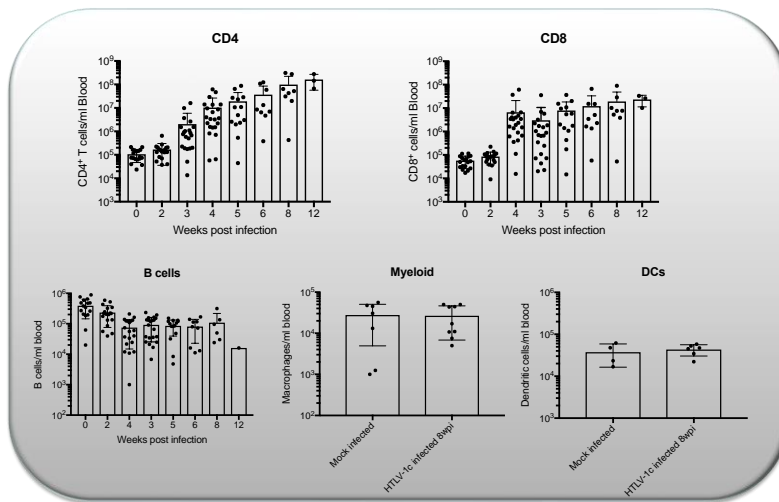 CD4
CD4+ T cells/ml Blood
10⁹
10⁸
10⁷
10⁶
10⁵
10⁴
10³
0 2 3 4 5 6 8 12
Weeks post infection
CD8
CD8+ cells/ml Blood
10⁹
10⁸
10⁷
10⁶
10⁵
10⁴
10³
0 2 4 3 5 6 8 12
Weeks post infection
B cells
B cells/ml blood
10⁶
10⁵
10⁴
10³
10²
0 2 4 3 5 6 8 12
Weeks post infection
Myeloid
Macrophages/ml blood
10⁵
10⁴
10³
10²
Mock infected
HTLV-1c infected 8wpi
DCs
Dendritic cells/ml blood
10⁶
10⁵
10⁴
10³
Mock infected
HTLV-1c infected 8wpi